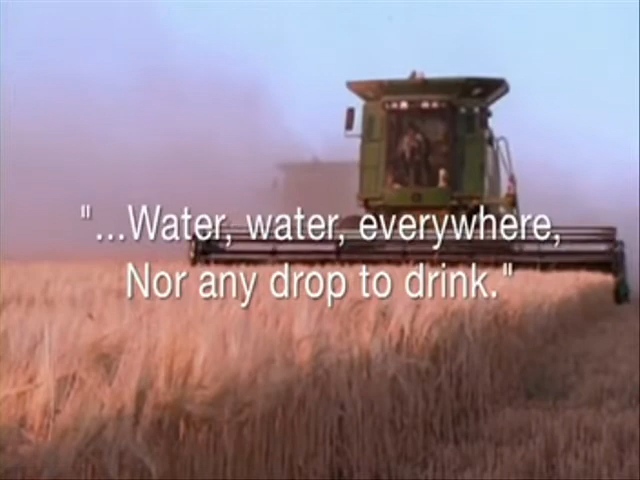 "...Water, water, everywhere,
Nor any drop to drink."